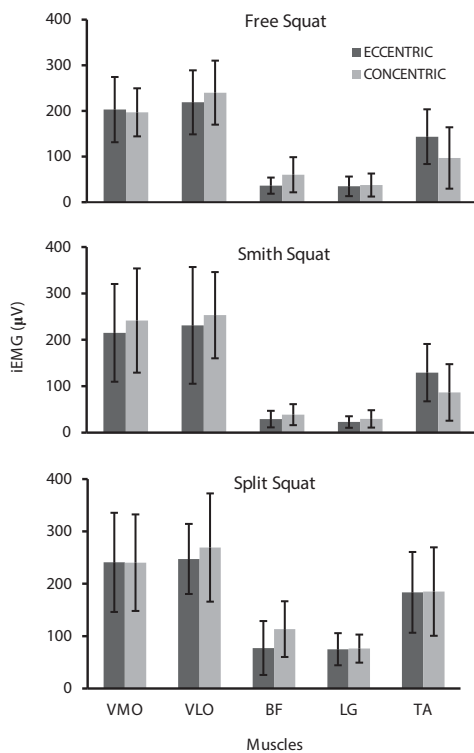 Free Squat
ECCENTRIC
CONCENTRIC
400
300
200
100
0
Smith Squat
400
300
200
100
0
iEMG (µV)
Split Squat
400
300
200
100
0
VMO VLO BF LG TA
Muscles